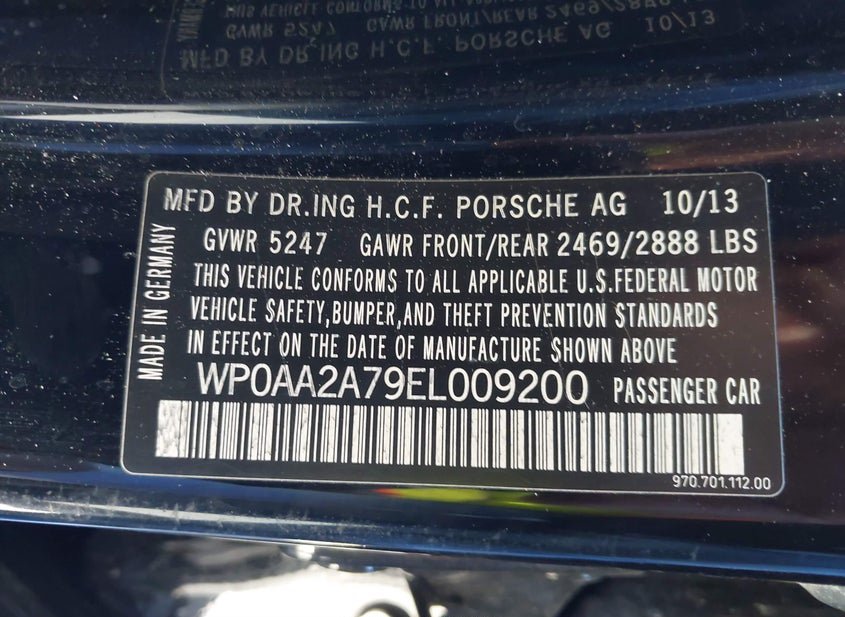 MFD BY DR.ING H.C.F. PORSCHE AG 10/13
GVWR 5247 GAWR FRONT/REAR 2469/2888 LBS
THIS VEHICLE CONFORMS TO ALL APPLICABLE U.S.FEDERAL MOTOR
VEHICLE SAFETY,BUMPER,AND THEFT PREVENTION STANDARDS
IN EFFECT ON THE DATE OF MANUFACTURE SHOWN ABOVE
WP0AA2A79EL009200 PASSENGER CAR
970.701.112.00
MADE IN GERMANY